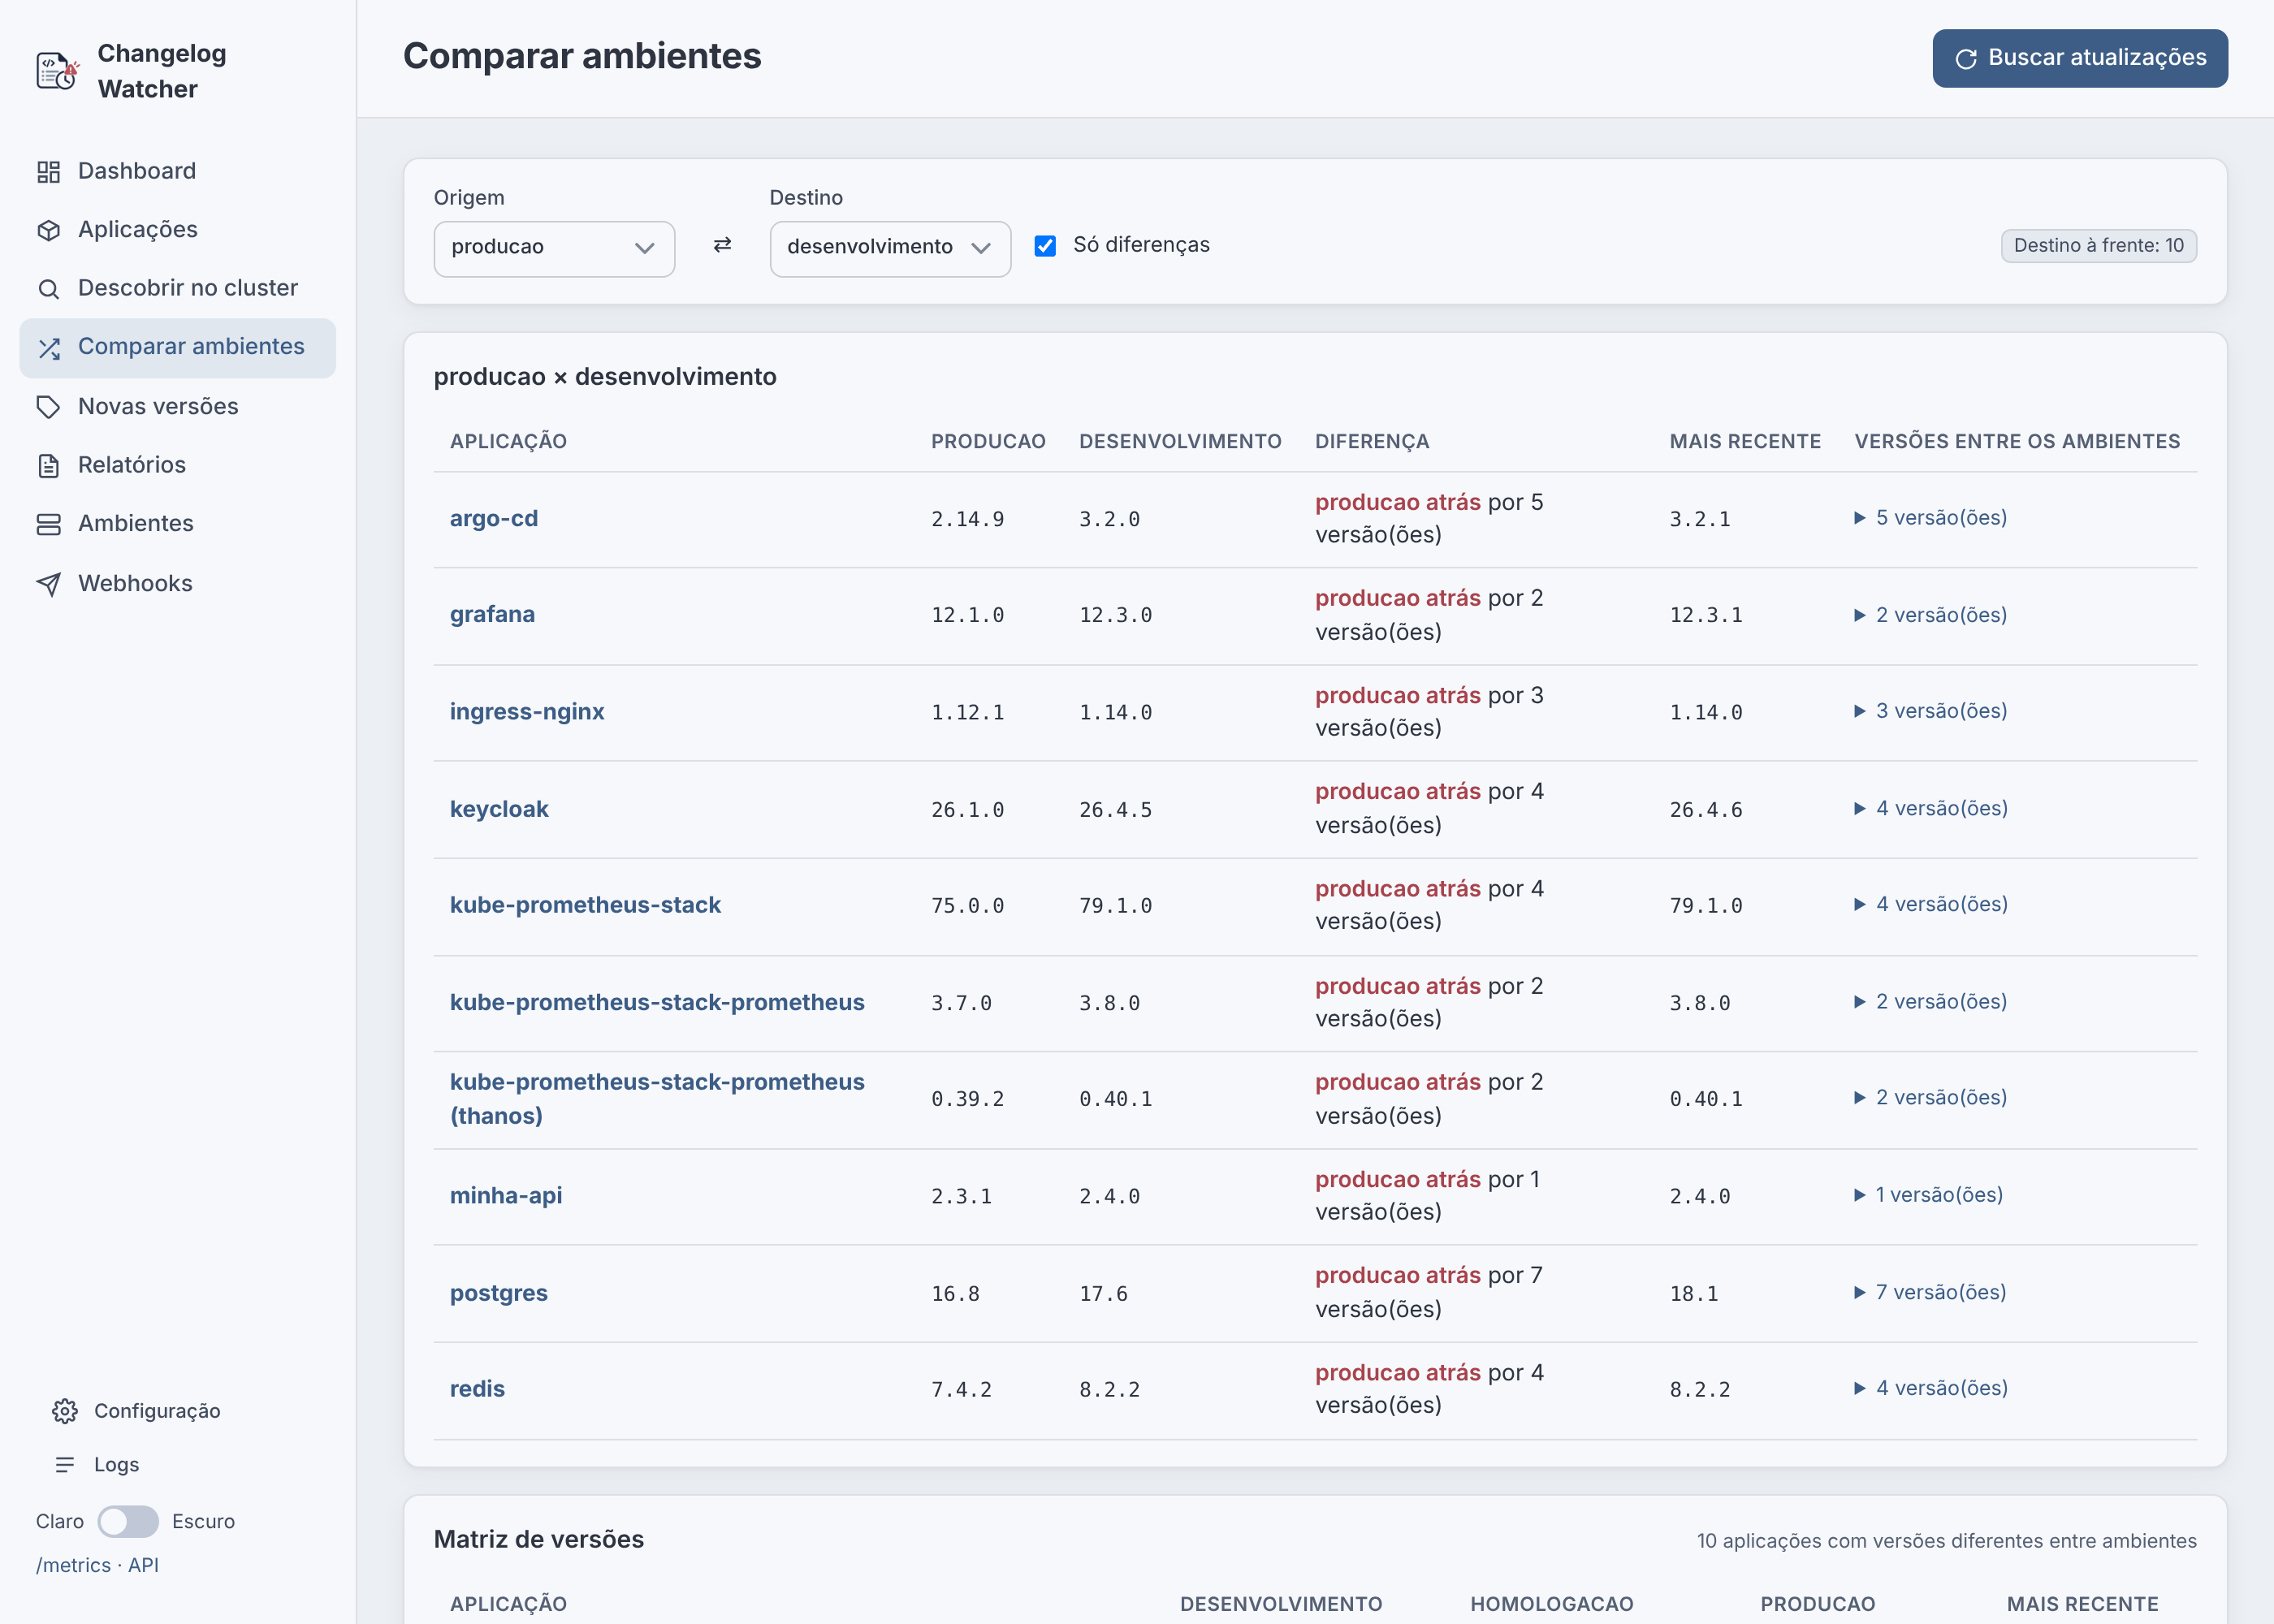 Changelog
Watcher
Dashboard
Aplicações
Descobrir no cluster
Comparar ambientes
Novas versões
Relatórios
Ambientes
Webhooks
Configuração
Logs
Claro Escuro
/metrics · API
Comparar ambientes
Buscar atualizações
Origem Destino
producao ⇄ desenvolvimento Só diferenças Destino à frente: 10
producao × desenvolvimento
APLICAÇÃO PRODUCAO DESENVOLVIMENTO DIFERENÇA MAIS RECENTE VERSÕES ENTRE OS AMBIENTES
argo-cd 2.14.9 3.2.0 producao atrás por 5 versão(ões) 3.2.1 ▶ 5 versão(ões)
grafana 12.1.0 12.3.0 producao atrás por 2 versão(ões) 12.3.1 ▶ 2 versão(ões)
ingress-nginx 1.12.1 1.14.0 producao atrás por 3 versão(ões) 1.14.0 ▶ 3 versão(ões)
keycloak 26.1.0 26.4.5 producao atrás por 4 versão(ões) 26.4.6 ▶ 4 versão(ões)
kube-prometheus-stack 75.0.0 79.1.0 producao atrás por 4 versão(ões) 79.1.0 ▶ 4 versão(ões)
kube-prometheus-stack-prometheus 3.7.0 3.8.0 producao atrás por 2 versão(ões) 3.8.0 ▶ 2 versão(ões)
kube-prometheus-stack-prometheus (thanos) 0.39.2 0.40.1 producao atrás por 2 versão(ões) 0.40.1 ▶ 2 versão(ões)
minha-api 2.3.1 2.4.0 producao atrás por 1 versão(ões) 2.4.0 ▶ 1 versão(ões)
postgres 16.8 17.6 producao atrás por 7 versão(ões) 18.1 ▶ 7 versão(ões)
redis 7.4.2 8.2.2 producao atrás por 4 versão(ões) 8.2.2 ▶ 4 versão(ões)
Matriz de versões 10 aplicações com versões diferentes entre ambientes
APLICAÇÃO DESENVOLVIMENTO HOMOLOGACAO PRODUCAO MAIS RECENTE